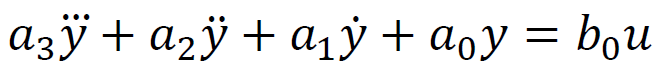 a₃y⃛ + a₂ÿ + a₁ẏ + a₀y = b₀u